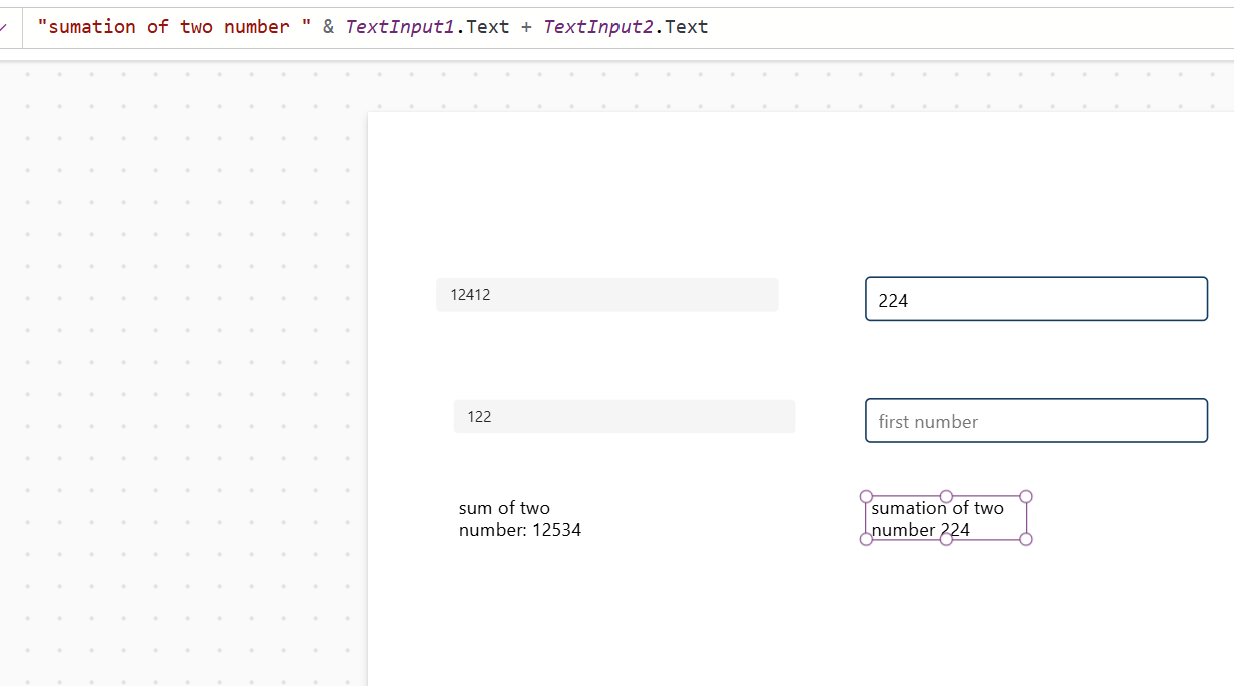 "sumation of two number " & TextInput1.Text + TextInput2.Text
12412
224
122
first number
sum of two
number: 12534
sumation of two
number 224